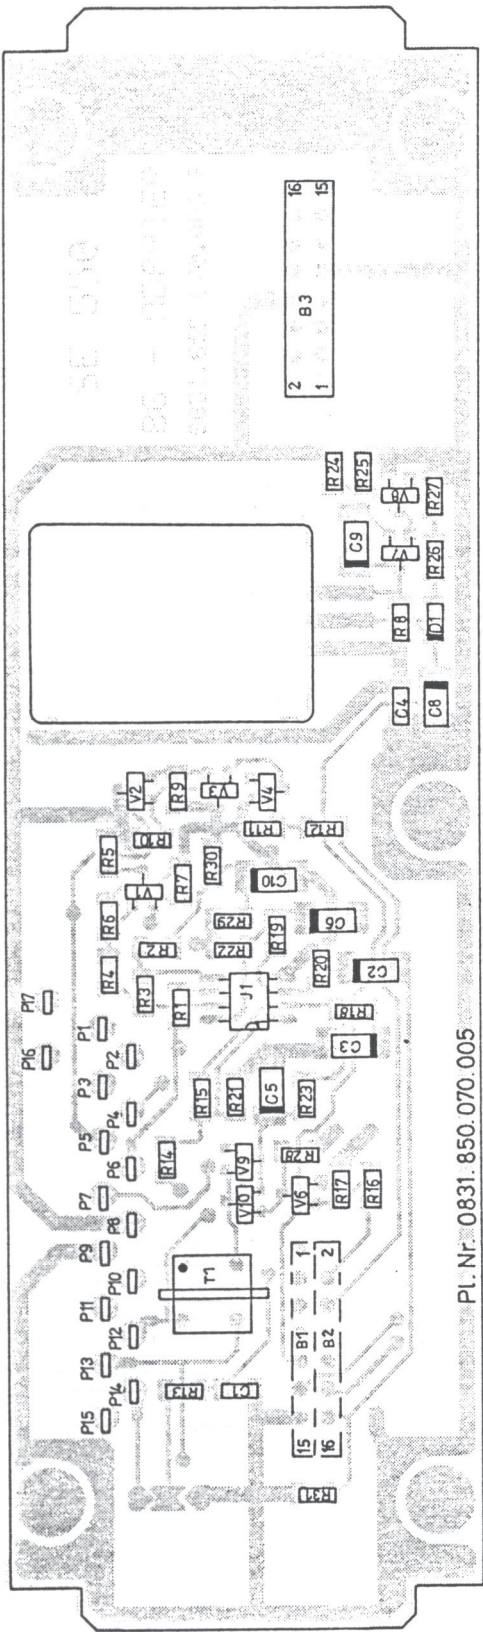 16 15
B3
2 1
R24
R25
C9
V8
R27
V7
R26
R8
D1
C4
C8
V2
R9
V3
V4
R5
R10
R11
R12
R7
R30
V1
C10
R6
R29
C6
R19
R2
R22
R4
R20
C2
R3
J1
R1
R18
P17
P1
C3
P16
P2
P3
R15
R21
C5
R23
P4
P5
R14
V9
R28
P6
P7
V10
V6
R17
R16
P8
P9
P10
T1
1 2
P11
B1 B2
P12
P13
R13
C1
P14
P15
15 16
R31
Pl. Nr. 0831.850.070.005